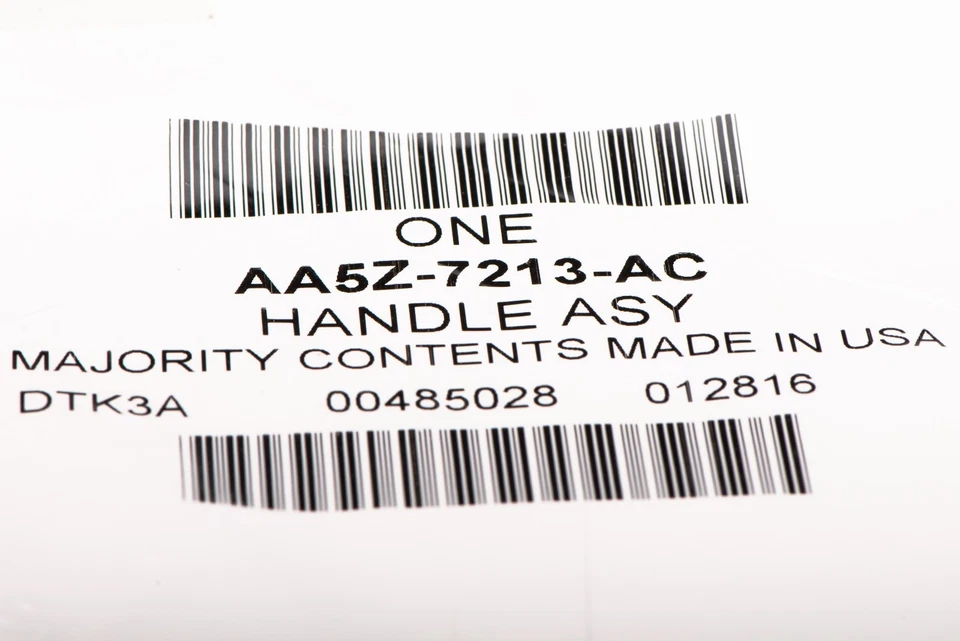 ONE
AA5Z-7213-AC
HANDLE ASY
MAJORITY CONTENTS MADE IN USA
DTK3A 00485028 012816